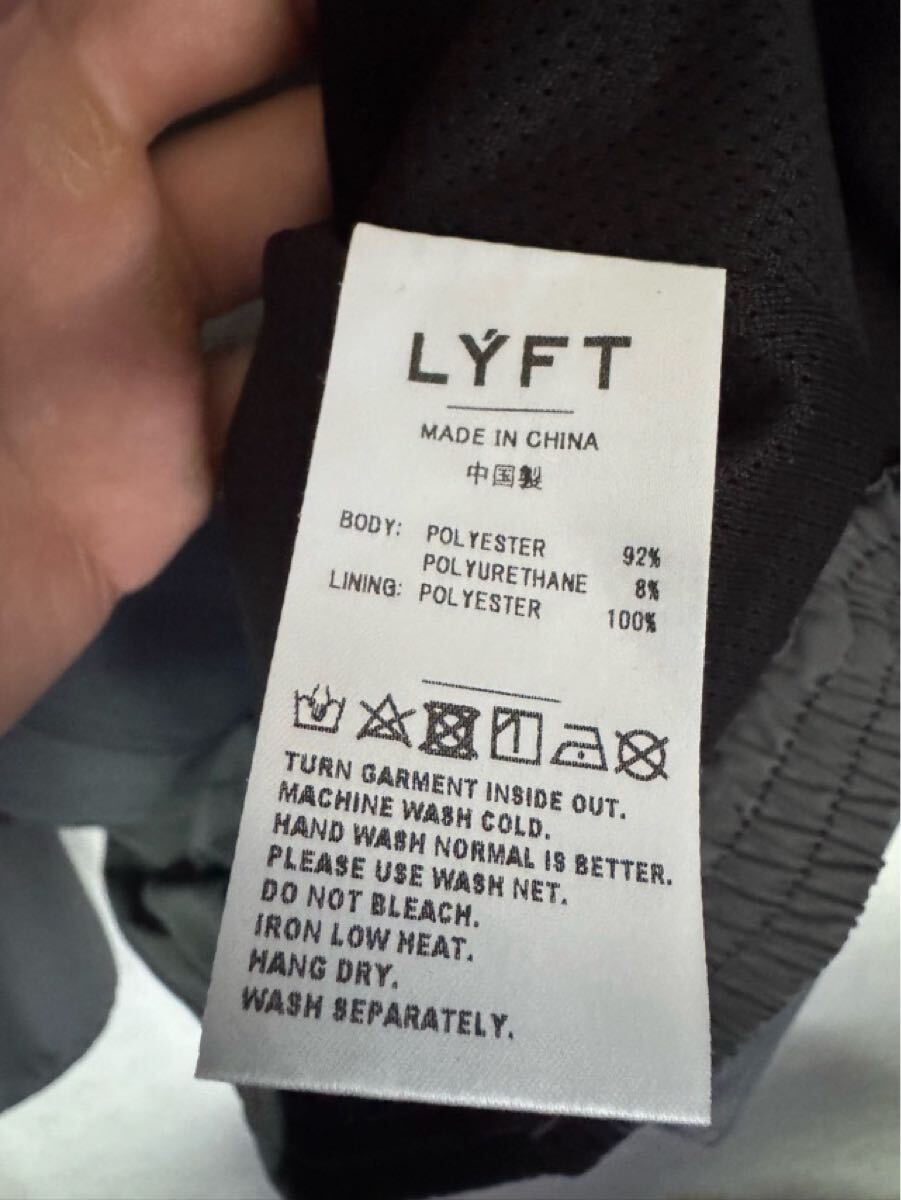 LÝFT
MADE IN CHINA
中国製
BODY: POLYESTER 92%
POLYURETHANE 8%
LINING: POLYESTER 100%
TURN GARMENT INSIDE OUT.
MACHINE WASH COLD.
HAND WASH NORMAL IS BETTER.
PLEASE USE WASH NET.
DO NOT BLEACH.
IRON LOW HEAT.
HANG DRY.
WASH SEPARATELY.